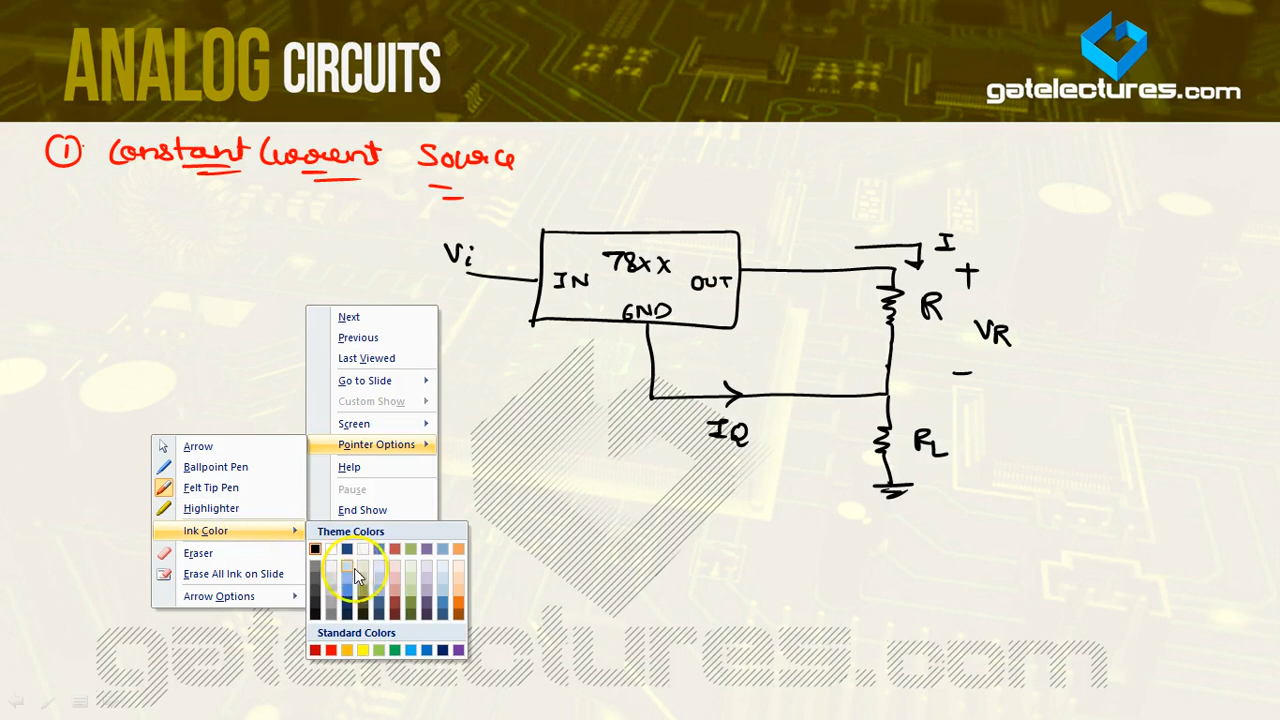 ANALOG CIRCUITS
gatelectures.com
① Constant Current Source
Vi
IN
78XX
OUT
GND
I
+
R
VR
−
IQ
RL
Next
Previous
Last Viewed
Go to Slide
Custom Show
Screen
Pointer Options
Help
Pause
End Show
Arrow
Ballpoint Pen
Felt Tip Pen
Highlighter
Ink Color
Eraser
Erase All Ink on Slide
Arrow Options
Theme Colors
Standard Colors
gatelectures.com